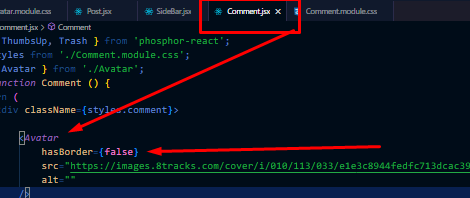 atar.module.css Post.jsx SideBar.jsx Comment.jsx × Comment.module.css
Comment.jsx > Comment
ThumbsUp, Trash } from 'phosphor-react';
tyles from './Comment.module.css';
Avatar } from './Avatar';
unction Comment () {
n (
div className={styles.comment}>
<Avatar
hasBorder={false}
src="https://images.8tracks.com/cover/i/010/113/033/e1e3c8944fedfc713dcac39
alt=""
/>